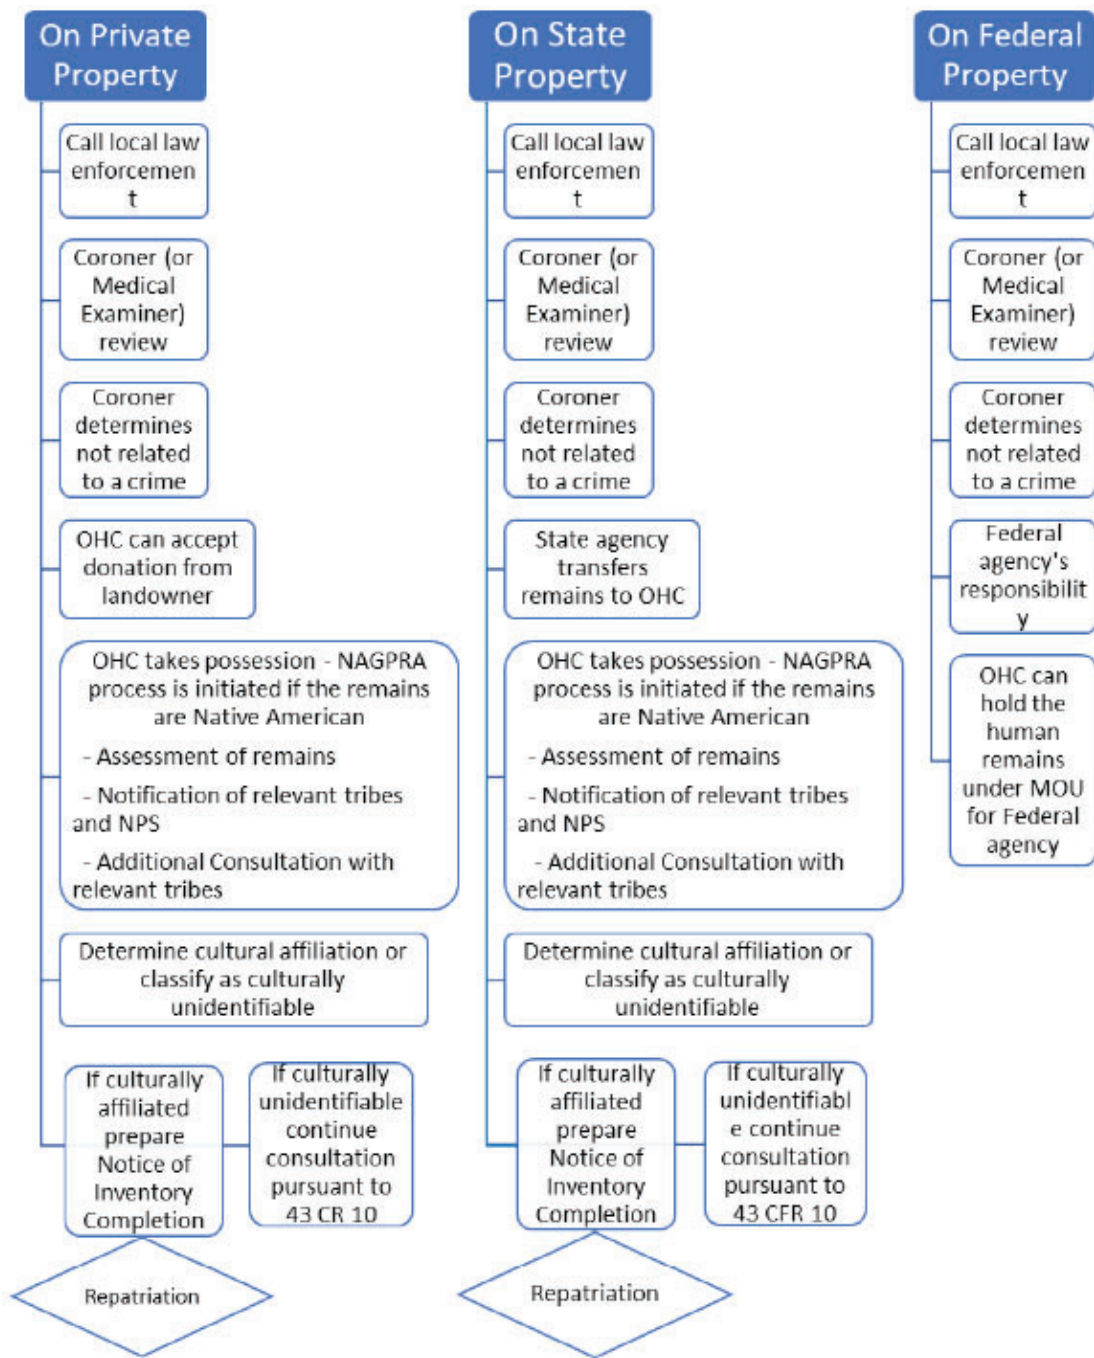 On Private
Property
Call local law
enforcemen
t
Coroner (or
Medical
Examiner)
review
Coroner
determines
not related
to a crime
OHC can accept
donation from
landowner
OHC takes possession - NAGPRA
process is initiated if the remains
are Native American
- Assessment of remains
- Notification of relevant tribes
and NPS
- Additional Consultation with
relevant tribes
Determine cultural affiliation or
classify as culturally
unidentifiable
If culturally
affiliated
prepare
Notice of
Inventory
Completion
If culturally
unidentifiable
continue
consultation
pursuant to
43 CR 10
Repatriation
On State
Property
Call local law
enforcemen
t
Coroner (or
Medical
Examiner)
review
Coroner
determines
not related
to a crime
State agency
transfers
remains to OHC
OHC takes possession - NAGPRA
process is initiated if the remains
are Native American
- Assessment of remains
- Notification of relevant tribes
and NPS
- Additional Consultation with
relevant tribes
Determine cultural affiliation or
classify as culturally
unidentifiable
If culturally
affiliated
prepare
Notice of
Inventory
Completion
If culturally
unidentifiabl
e continue
consultation
pursuant to
43 CFR 10
Repatriation
On Federal
Property
Call local law
enforcemen
t
Coroner (or
Medical
Examiner)
review
Coroner
determines
not related
to a crime
Federal
agency's
responsibilit
y
OHC can
hold the
human
remains
under MOU
for Federal
agency